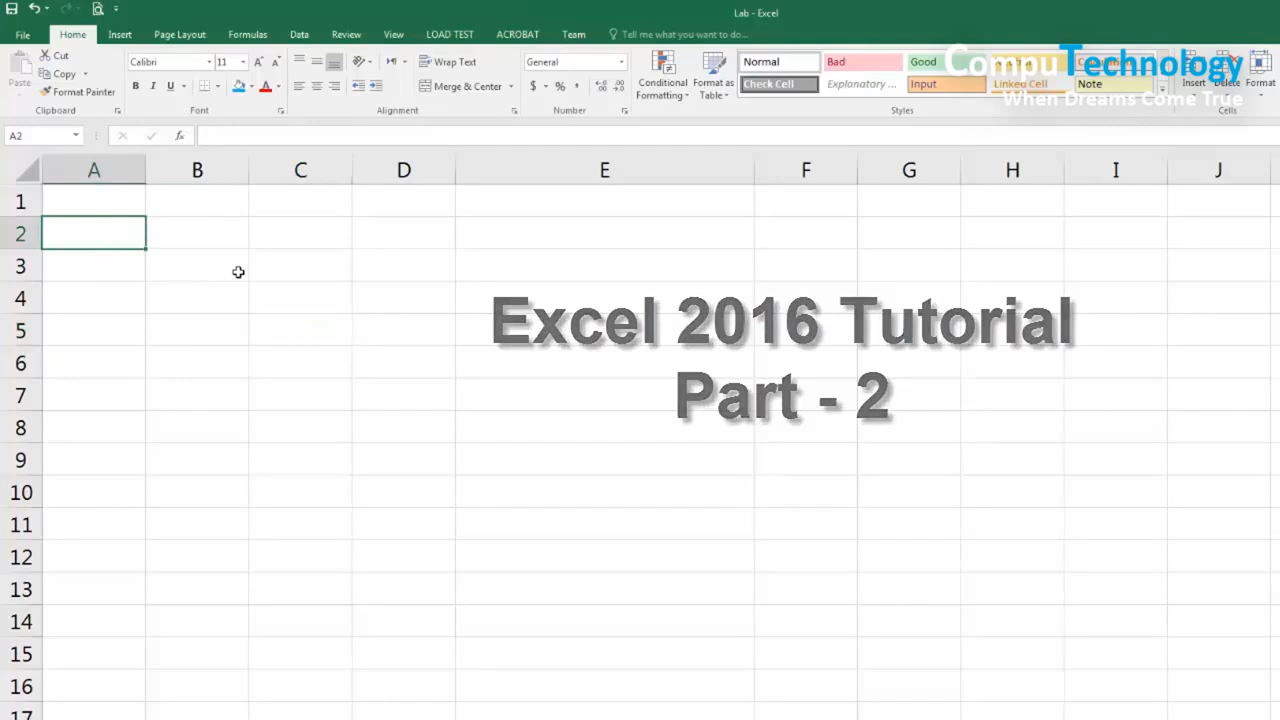 Lab - Excel
File Home Insert Page Layout Formulas Data Review View LOAD TEST ACROBAT Team Tell me what you want to do...
CompuTechnology
When Dreams Come True
Paste
Cut
Copy
Format Painter
Clipboard
Calibri 11
B I U
Font
Wrap Text
Merge & Center
Alignment
General
$ % ,
Number
Conditional
Formatting
Format as
Table
Normal Bad Good
Check Cell Explanatory ... Input Linked Cell Note
Styles
Insert Delete Format
Cells
A2 fx
A B C D E F G H I J
1
2
3
4
5
6
7
8
9
10
11
12
13
14
15
16
17
Excel 2016 Tutorial
Part - 2